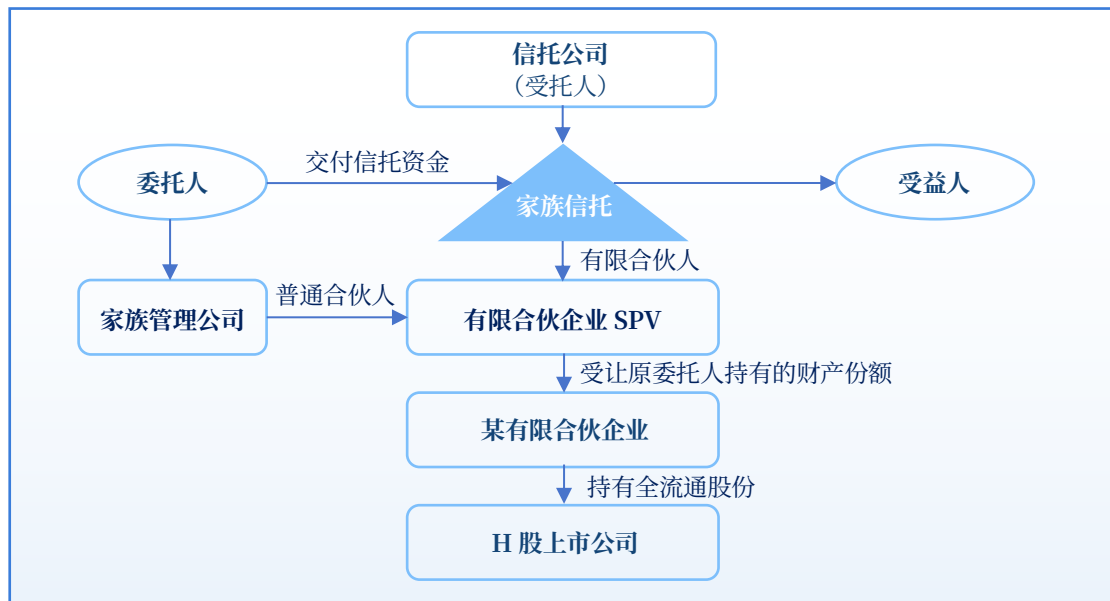 信托公司
（受托人）
交付信托资金
委托人
家族信托
受益人
有限合伙人
普通合伙人
家族管理公司
有限合伙企业 SPV
受让原委托人持有的财产份额
某有限合伙企业
持有全流通股份
H 股上市公司